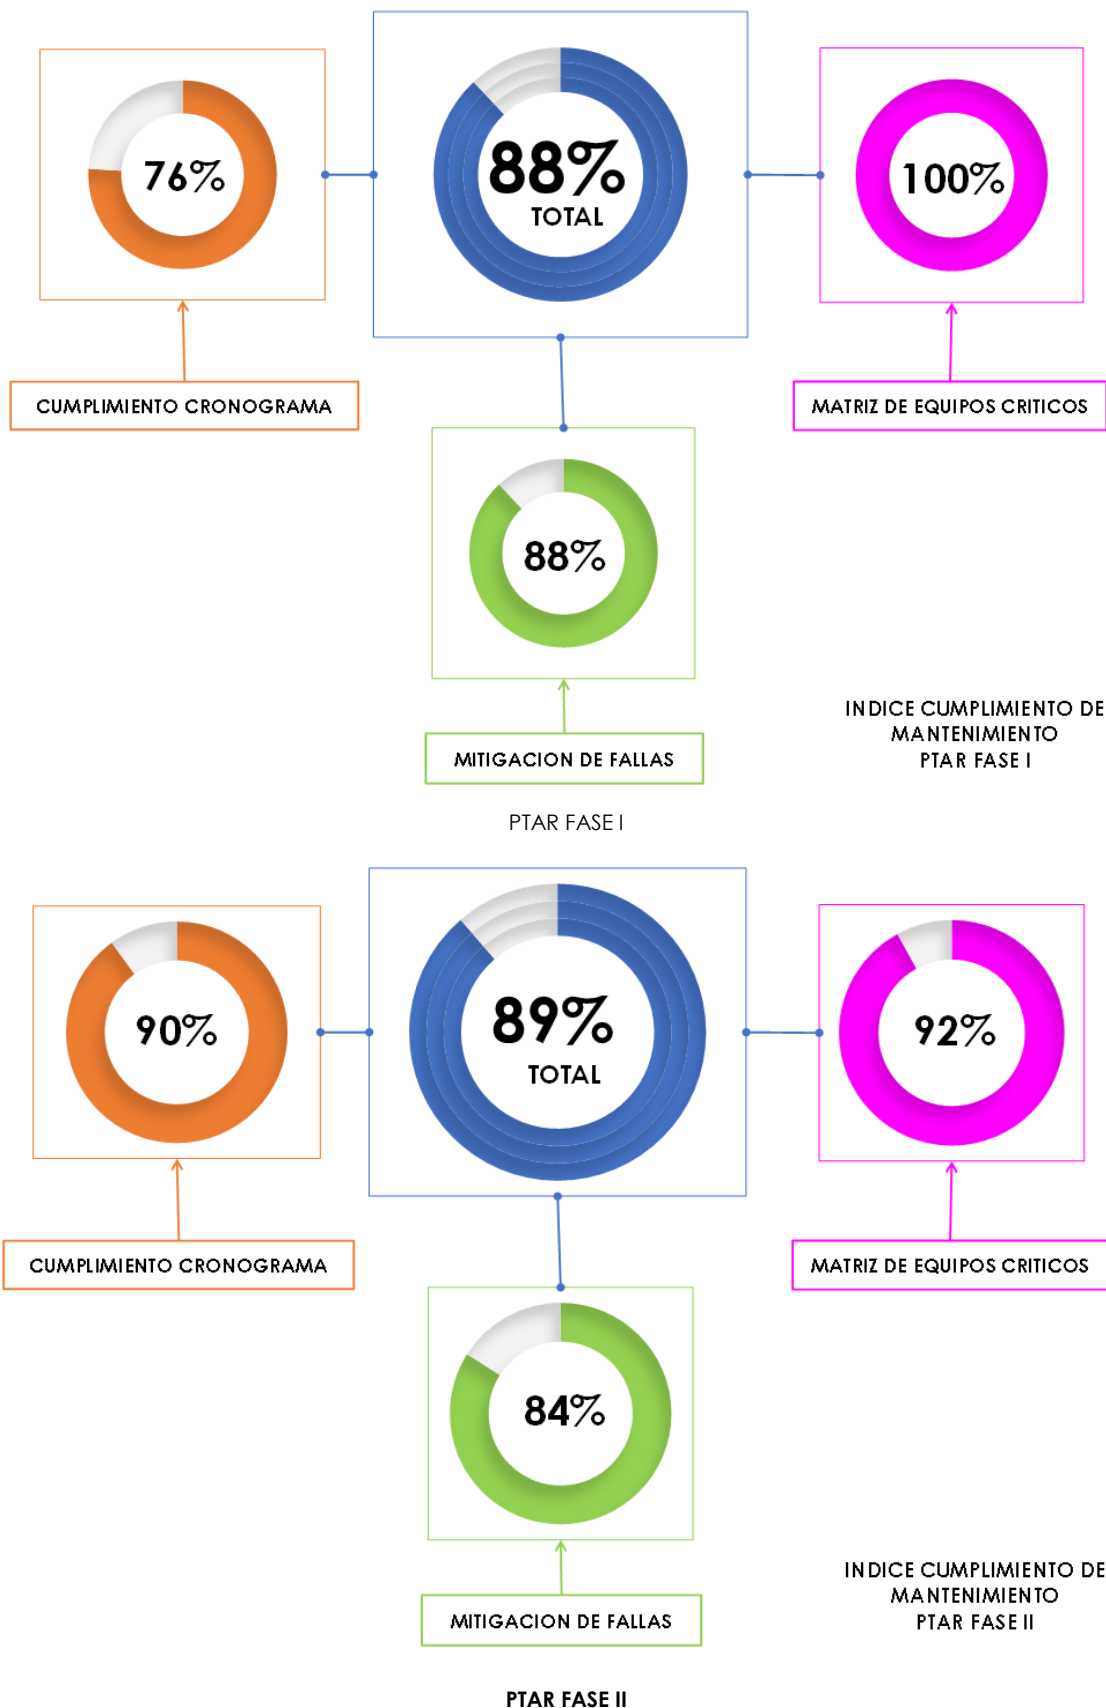 76%
88%
TOTAL
100%
CUMPLIMIENTO CRONOGRAMA
MATRIZ DE EQUIPOS CRITICOS
88%
MITIGACION DE FALLAS
INDICE CUMPLIMIENTO DE
MANTENIMIENTO
PTAR FASE I
PTAR FASE I
90%
89%
TOTAL
92%
CUMPLIMIENTO CRONOGRAMA
MATRIZ DE EQUIPOS CRITICOS
84%
MITIGACION DE FALLAS
INDICE CUMPLIMIENTO DE
MANTENIMIENTO
PTAR FASE II
PTAR FASE II